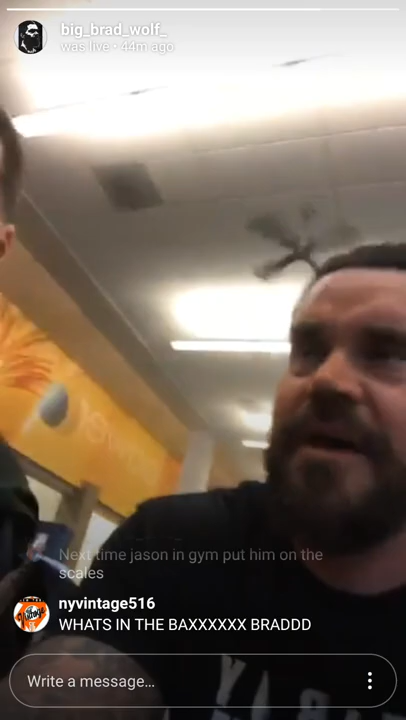 big_brad_wolf_
was live • 44m ago
Next time jason in gym put him on the
scales
nyvintage516
WHATS IN THE BAXXXXXX BRADDD
Write a message...